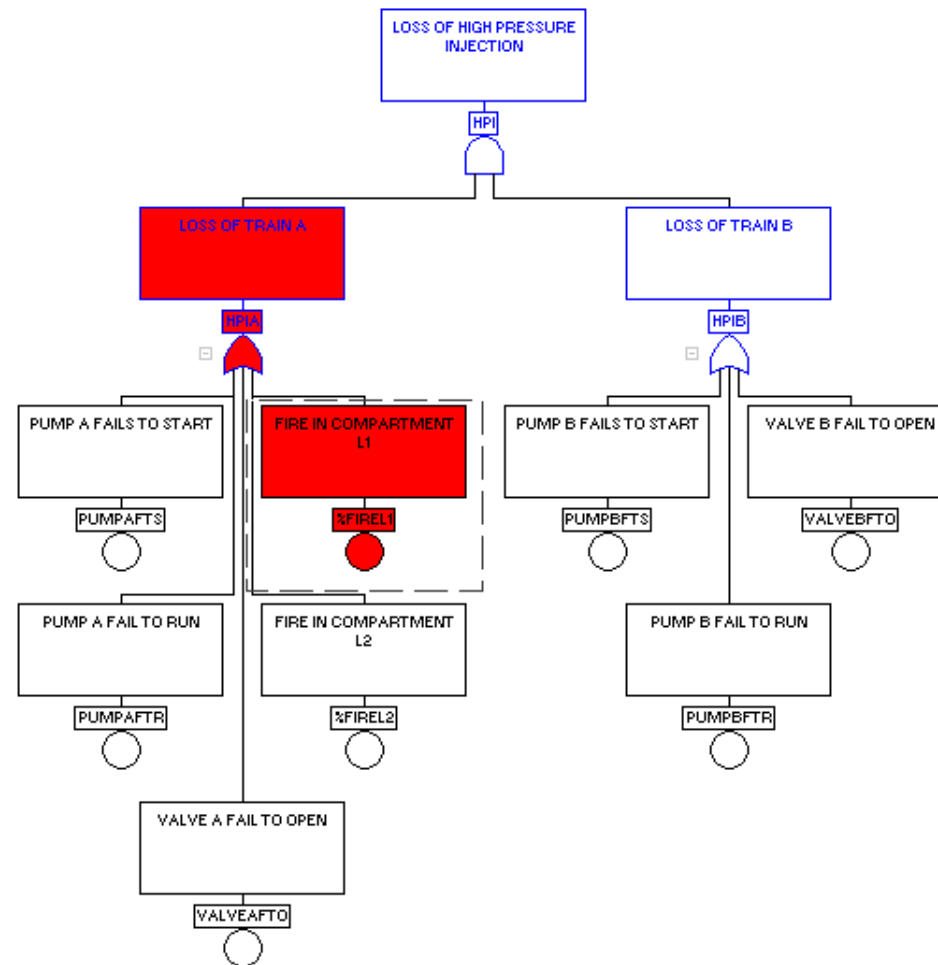 LOSS OF HIGH PRESSURE
INJECTION
HPI
LOSS OF TRAIN A
LOSS OF TRAIN B
HPIA
HPIB
PUMP A FAILS TO START
FIRE IN COMPARTMENT
L1
PUMP B FAILS TO START
VALVE B FAIL TO OPEN
PUMPAFTS
%FIREL1
PUMPBFTS
VALVEBFTO
PUMP A FAIL TO RUN
FIRE IN COMPARTMENT
L2
PUMP B FAIL TO RUN
PUMPAFTR
%FIREL2
PUMPBFTR
VALVE A FAIL TO OPEN
VALVEAFTO